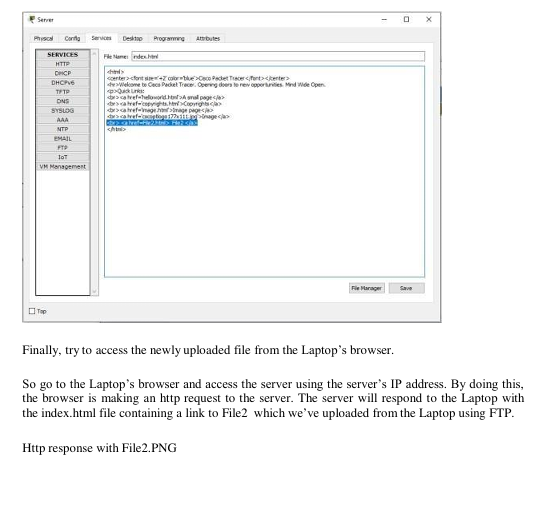 Server
Physical Config Services Desktop Programming Attributes
SERVICES
HTTP
DHCP
DHCPv6
TFTP
DNS
SYSLOG
AAA
NTP
EMAIL
FTP
IoT
VM Management
File Name: index.html
<html>
<center><font size='+2' color='blue'>Cisco Packet Tracer</font></center>
<hr>Welcome to Cisco Packet Tracer. Opening doors to new opportunities. Mind Wide Open.
<p>Quick Links:
<br><a href='helloworld.html'>A small page</a>
<br><a href='copyrights.html'>Copyrights</a>
<br><a href='image.html'>Image page</a>
<br><a href='cscoptlogo177x111.jpg'>Image</a>
<br> <a href=File2.html> File2 </a>
</html>
File Manager Save
Top
Finally, try to access the newly uploaded file from the Laptop's browser.
So go to the Laptop's browser and access the server using the server's IP address. By doing this,
the browser is making an http request to the server. The server will respond to the Laptop with
the index.html file containing a link to File2 which we've uploaded from the Laptop using FTP.
Http response with File2.PNG